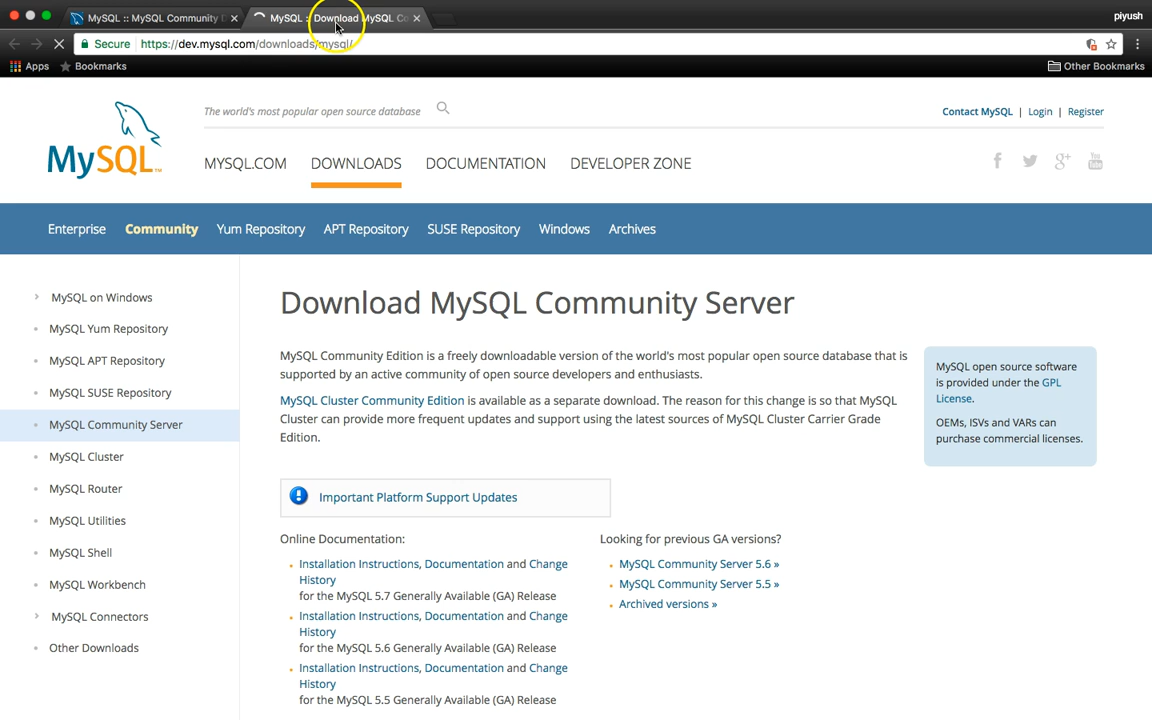 MySQL :: MySQL Community D
MySQL :: Download MySQL Co
piyush
Secure https://dev.mysql.com/downloads/mysql/
Apps Bookmarks Other Bookmarks
MySQL™
The world's most popular open source database
Contact MySQL | Login | Register
MYSQL.COM DOWNLOADS DOCUMENTATION DEVELOPER ZONE
f g+ You Tube
Enterprise Community Yum Repository APT Repository SUSE Repository Windows Archives
MySQL on Windows
MySQL Yum Repository
MySQL APT Repository
MySQL SUSE Repository
MySQL Community Server
MySQL Cluster
MySQL Router
MySQL Utilities
MySQL Shell
MySQL Workbench
MySQL Connectors
Other Downloads
Download MySQL Community Server
MySQL Community Edition is a freely downloadable version of the world's most popular open source database that is
supported by an active community of open source developers and enthusiasts.
MySQL Cluster Community Edition is available as a separate download. The reason for this change is so that MySQL
Cluster can provide more frequent updates and support using the latest sources of MySQL Cluster Carrier Grade
Edition.
MySQL open source software
is provided under the GPL
License.
OEMs, ISVs and VARs can
purchase commercial licenses.
Important Platform Support Updates
Online Documentation:
Installation Instructions, Documentation and Change
History
for the MySQL 5.7 Generally Available (GA) Release
Installation Instructions, Documentation and Change
History
for the MySQL 5.6 Generally Available (GA) Release
Installation Instructions, Documentation and Change
History
for the MySQL 5.5 Generally Available (GA) Release
Looking for previous GA versions?
MySQL Community Server 5.6 »
MySQL Community Server 5.5 »
Archived versions »